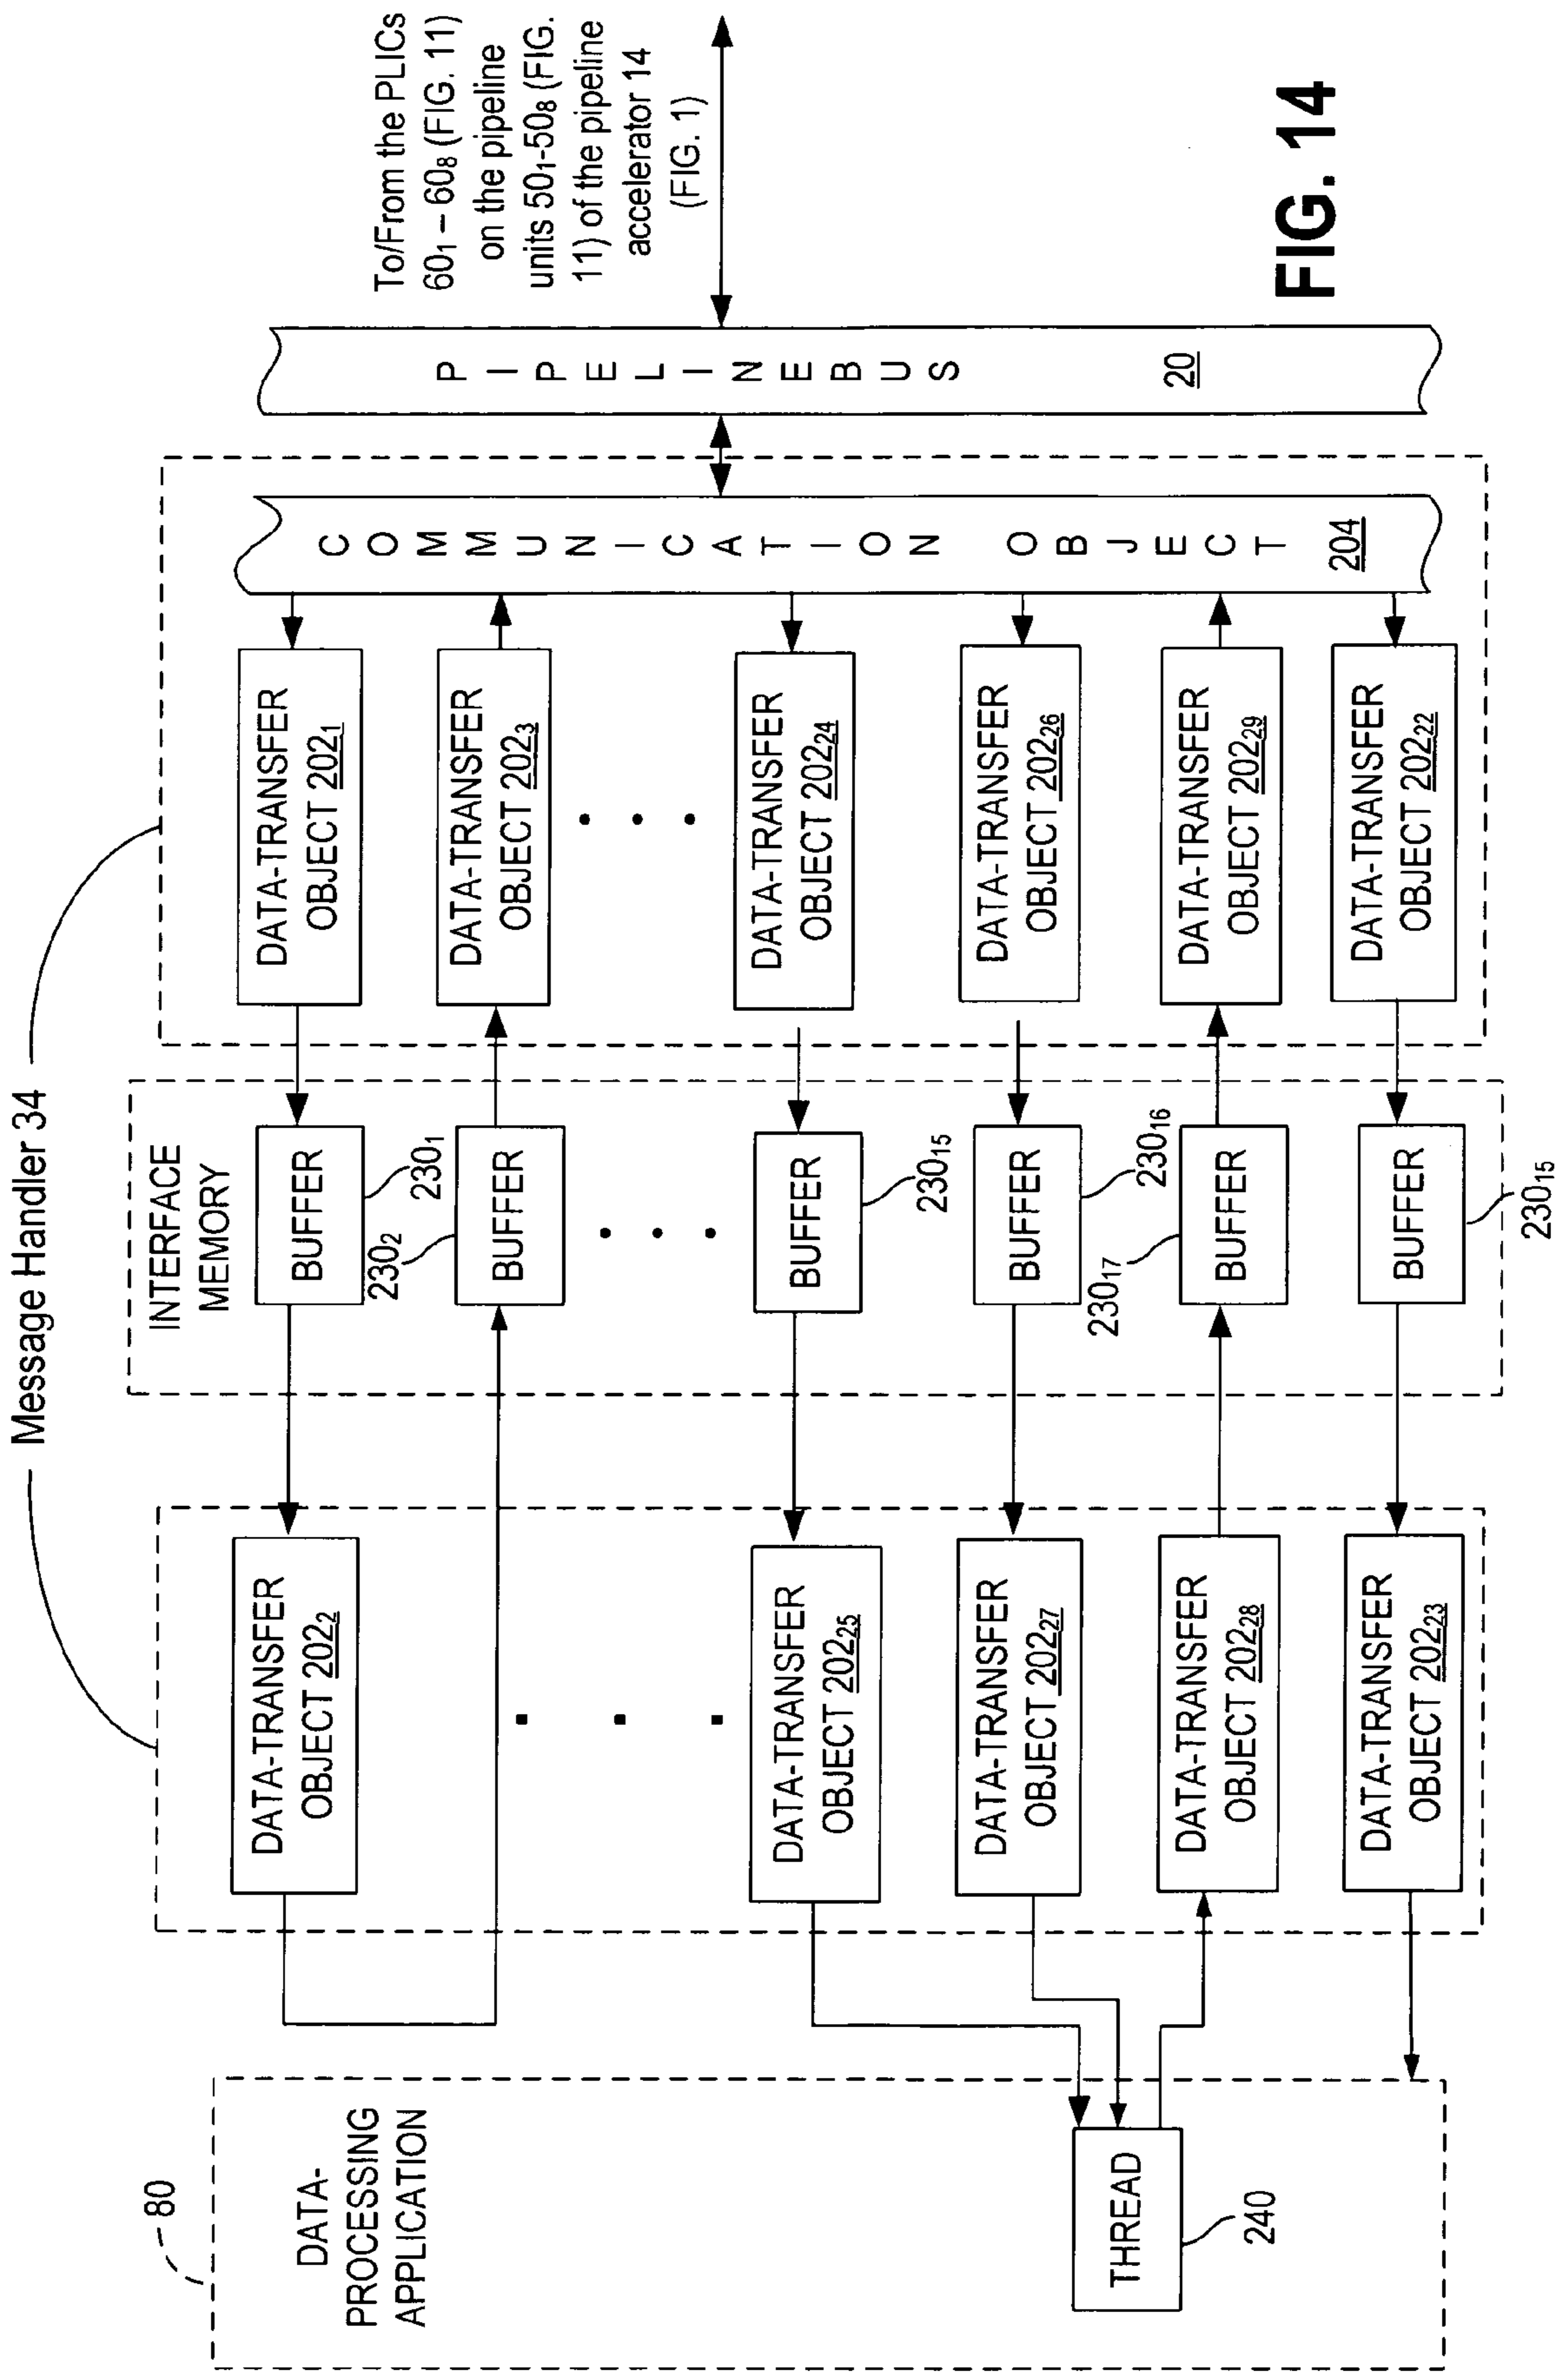 Message Handler 34
80
DATA-
PROCESSING
APPLICATION
THREAD
240
DATA-TRANSFER
OBJECT 202₂
DATA-TRANSFER
OBJECT 202₂₅
DATA-TRANSFER
OBJECT 202₂₇
DATA-TRANSFER
OBJECT 202₂₈
DATA-TRANSFER
OBJECT 202₂₃
INTERFACE
MEMORY
BUFFER
230₁
230₂
BUFFER
BUFFER
230₁₅
BUFFER
230₁₆
230₁₇
BUFFER
BUFFER
230₁₅
DATA-TRANSFER
OBJECT 202₁
DATA-TRANSFER
OBJECT 202₃
DATA-TRANSFER
OBJECT 202₂₄
DATA-TRANSFER
OBJECT 202₂₆
DATA-TRANSFER
OBJECT 202₂₉
DATA-TRANSFER
OBJECT 202₂₂
COMMUNICATION OBJECT
204
PIPELINEBUS
20
To/From the PLICs
60₁ – 60₈ (FIG. 11)
on the pipeline
units 50₁-50₈ (FIG.
11) of the pipeline
accelerator 14
(FIG. 1)
FIG. 14